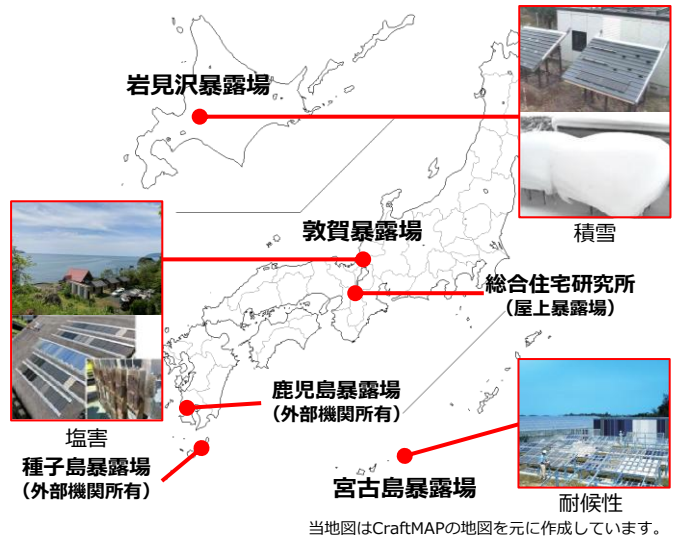 岩見沢暴露場
積雪
敦賀暴露場
総合住宅研究所
（屋上暴露場）
鹿児島暴露場
（外部機関所有）
塩害
種子島暴露場
（外部機関所有）
宮古島暴露場
耐候性
当地図はCraftMAPの地図を元に作成しています。